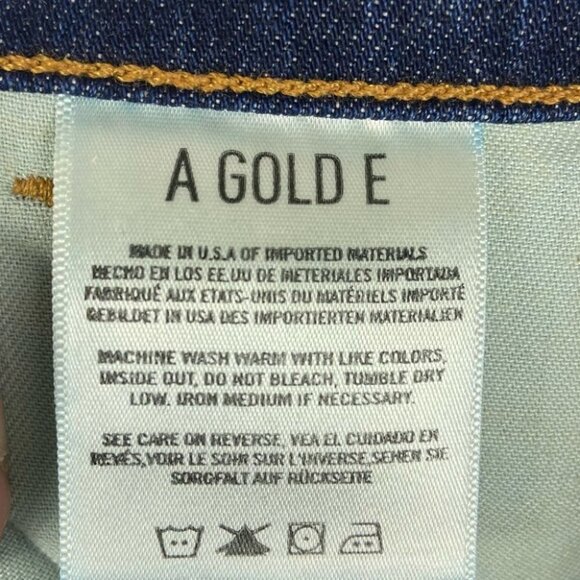 A GOLD E
MADE IN U.S.A OF IMPORTED MATERIALS
HECHO EN LOS EE.UU DE METERIALES IMPORTADA
FABRIQUÉ AUX ETATS-UNIS DU MATÉRIELS IMPORTÉ
GEBILDET IN USA DES IMPORTIERTEN MATERIALIEN
MACHINE WASH WARM WITH LIKE COLORS,
INSIDE OUT, DO NOT BLEACH, TUMBLE DRY
LOW. IRON MEDIUM IF NECESSARY.
SEE CARE ON REVERSE, VEA EL CUIDADO EN
REVÉS, VOIR LE SOIR SUR L'INVERSE, SEHEN SIE
SORGFALT AUF RÜCKSEITE